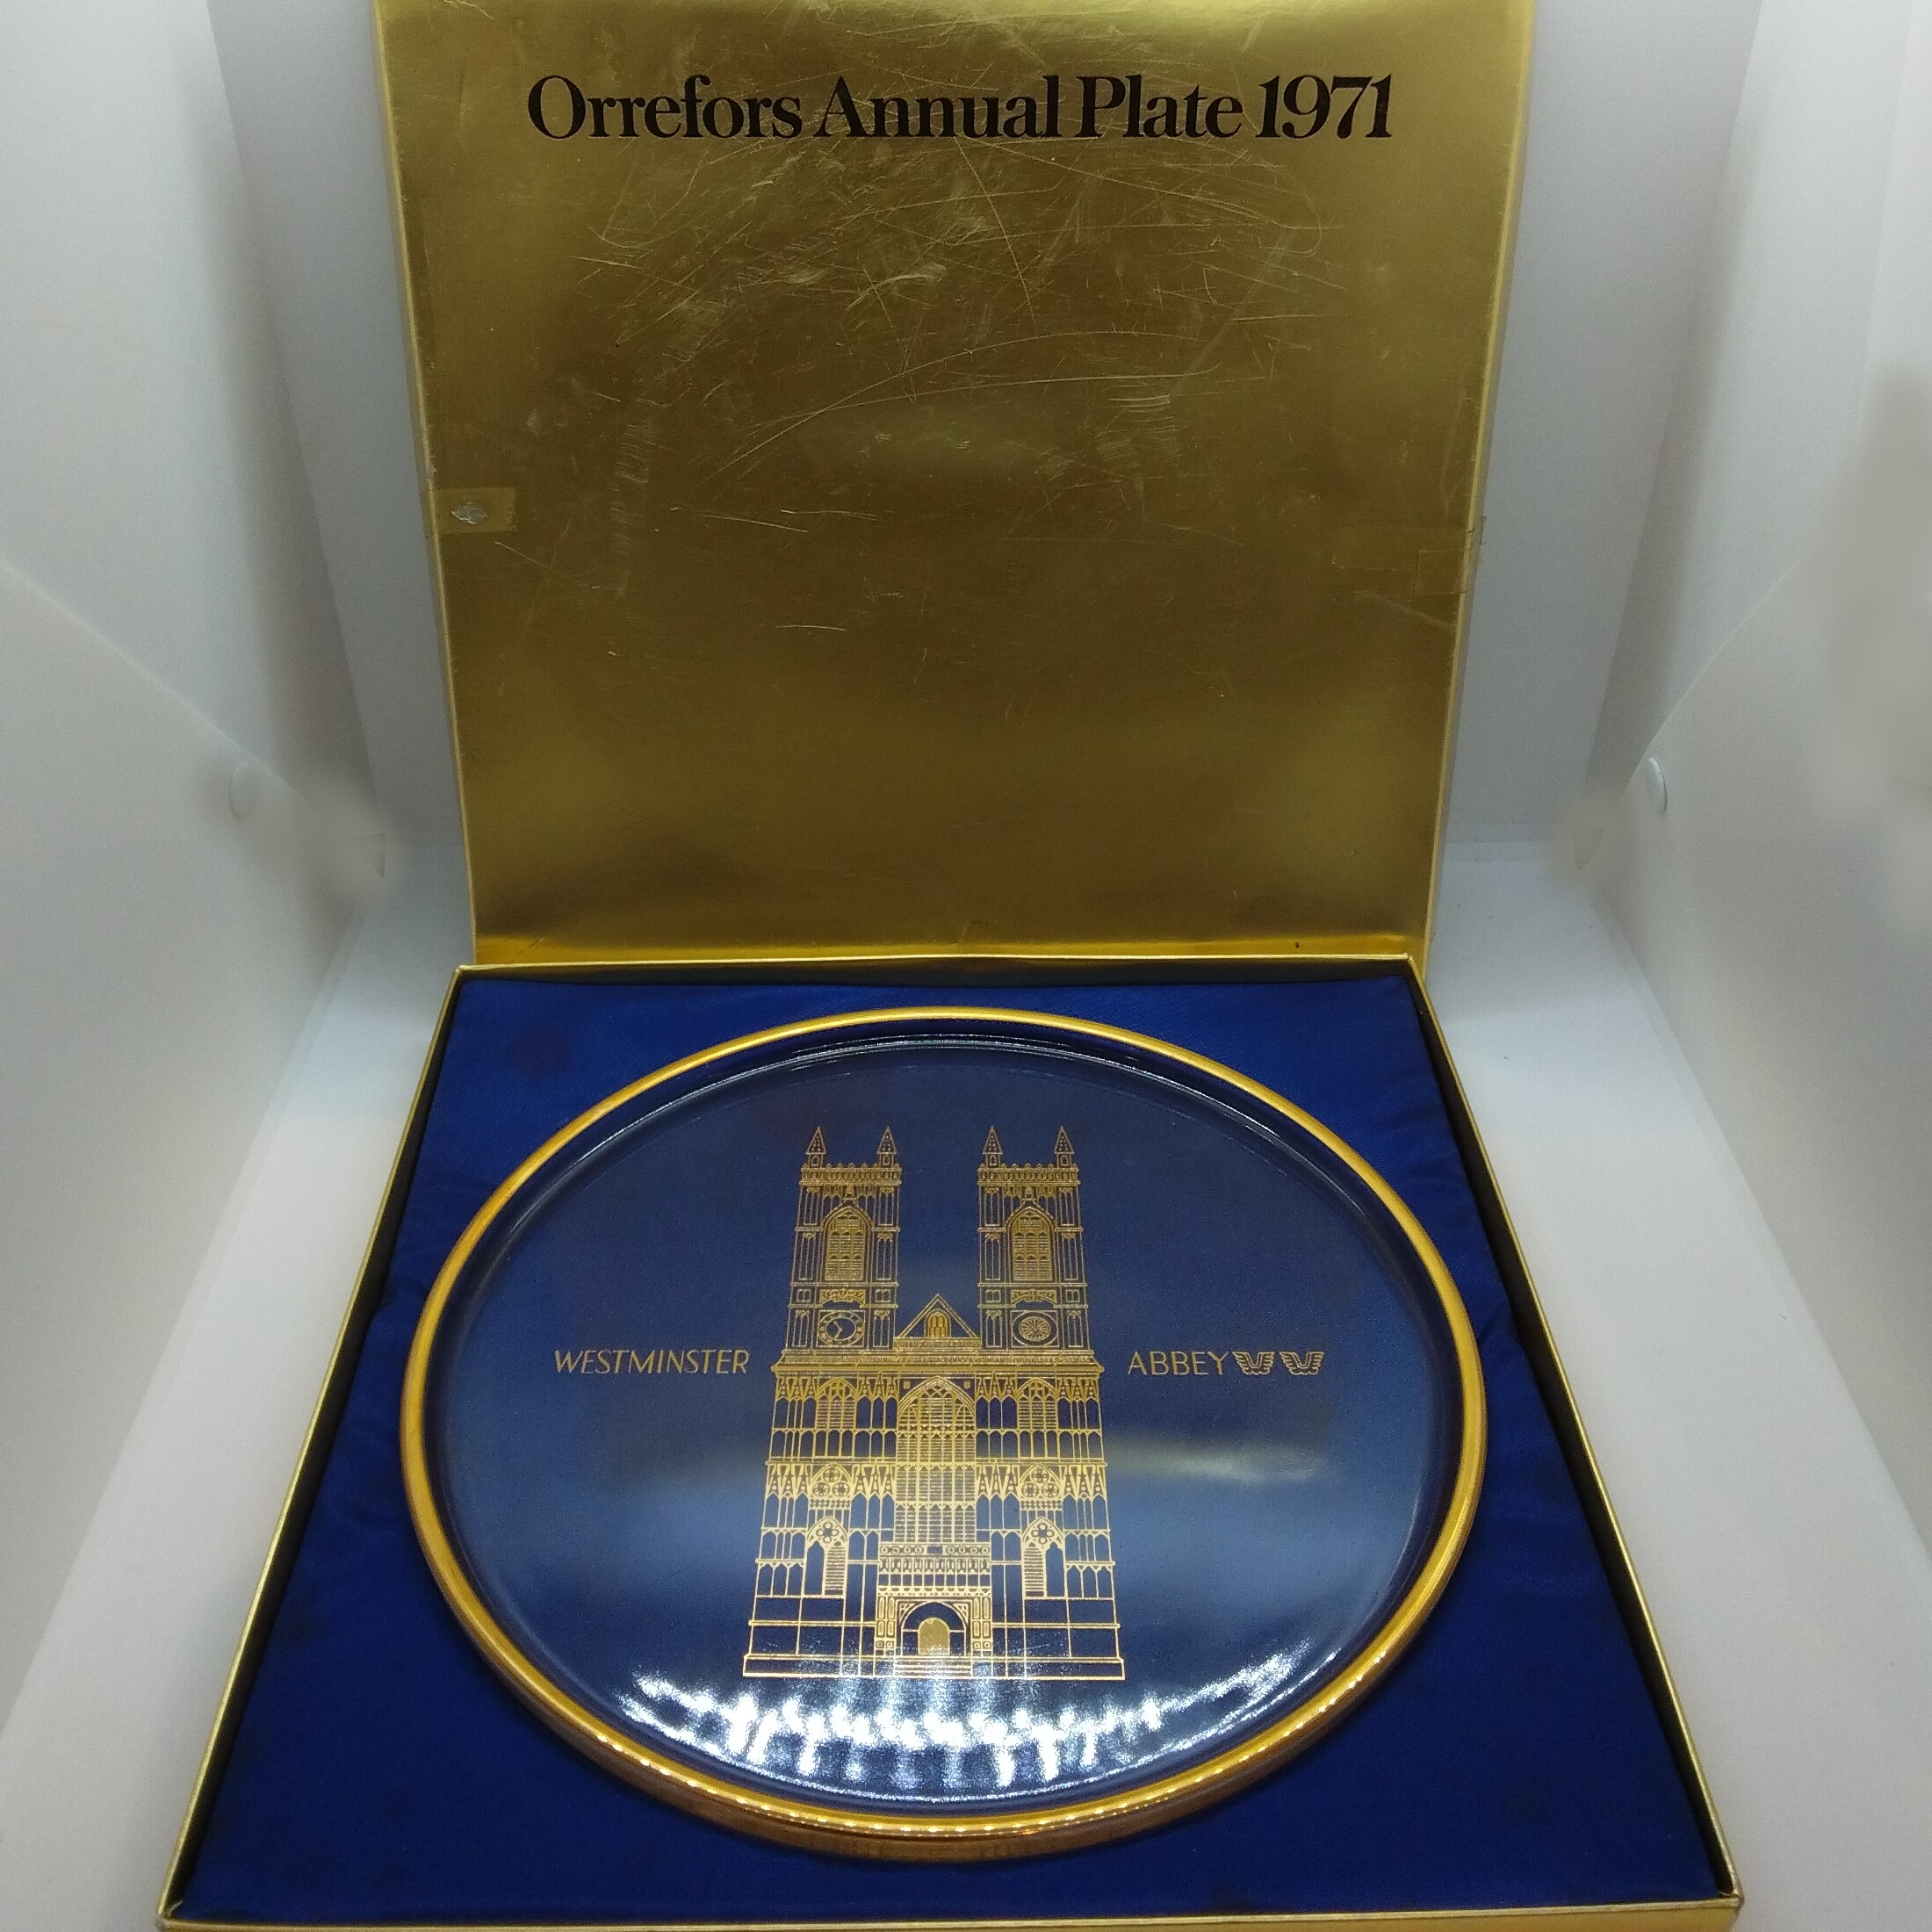 Orrefors Annual Plate 1971
WESTMINSTER ABBEY